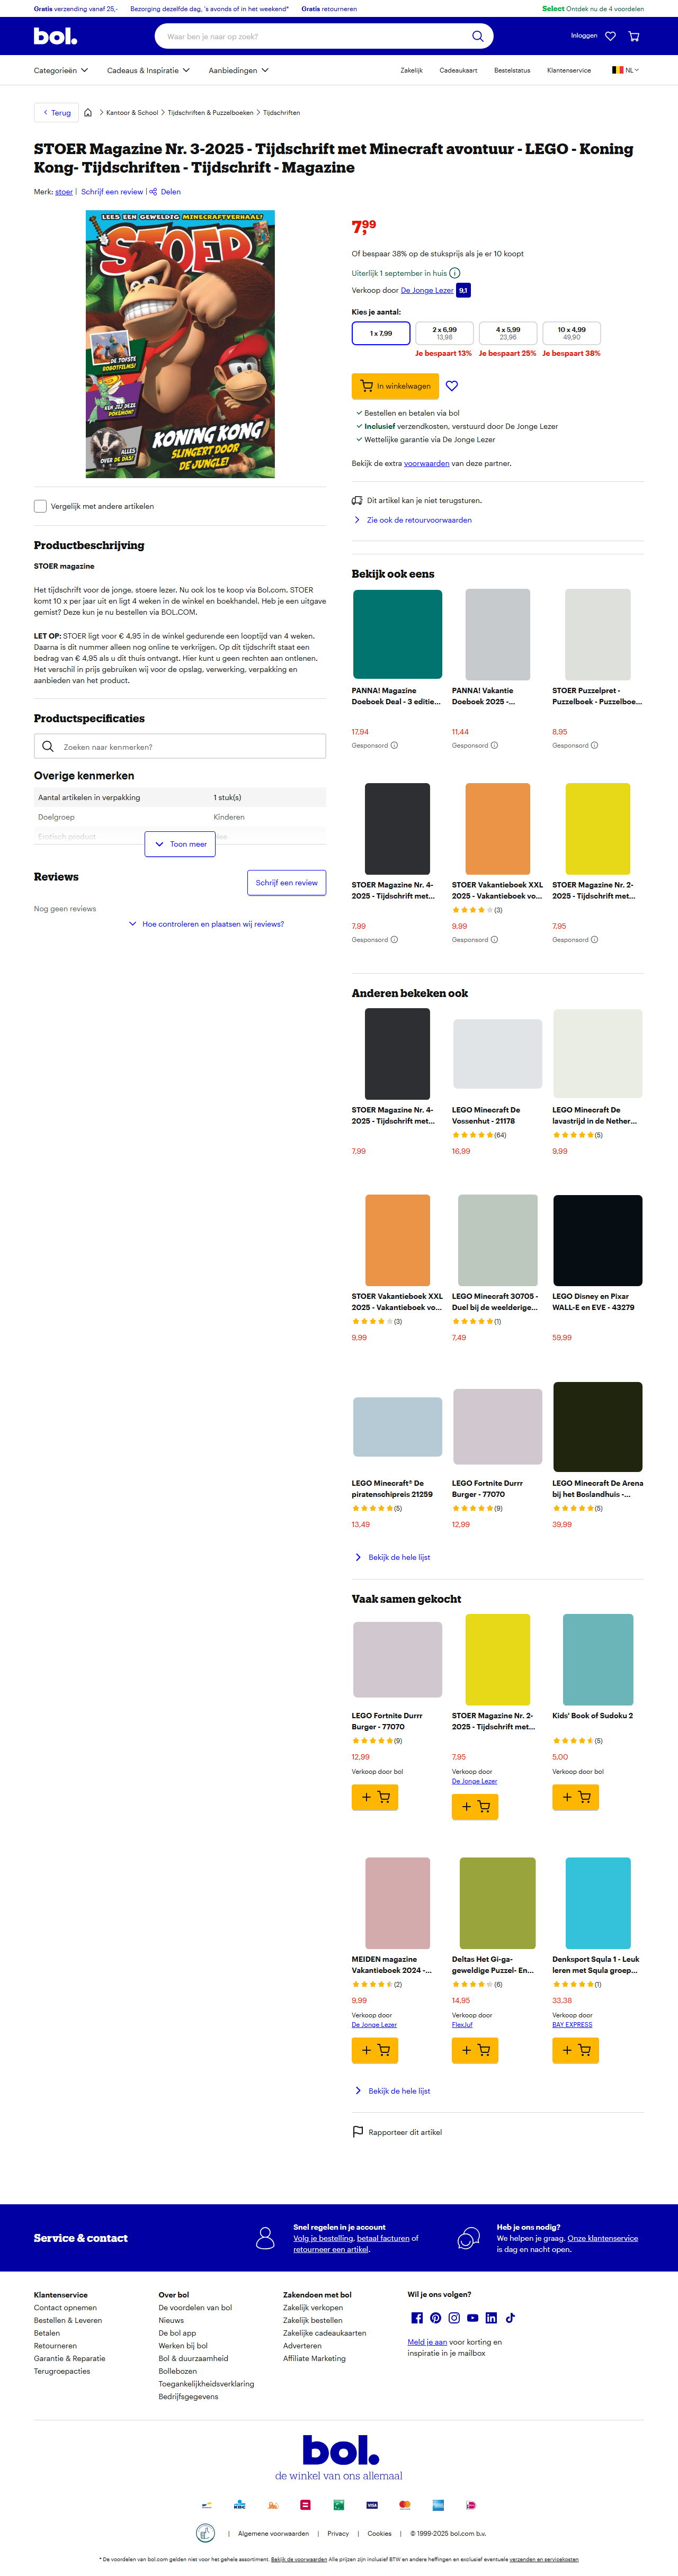 Gratis verzending vanaf 25,- Bezorging dezelfde dag, 's avonds of in het weekend* Gratis retourneren Select Ontdek nu de 4 voordelen
bol. Waar ben je naar op zoek? Inloggen
Categorieën Cadeaus & Inspiratie Aanbiedingen Zakelijk Cadeaukaart Bestelstatus Klantenservice NL
Terug Kantoor & School Tijdschriften & Puzzelboeken Tijdschriften
STOER Magazine Nr. 3-2025 - Tijdschrift met Minecraft avontuur - LEGO - Koning
Kong- Tijdschriften - Tijdschrift - Magazine
Merk: stoer | Schrijf een review | Delen
LEES EEN GEWELDIG MINECRAFTVERHAAL!
STOER
DE TOFSTE
ROBOTFILMS!
KEN JIJ DEZE
POKEMON?
ALLES
OVER DE DAS!
KONING KONG
SLINGERT DOOR
DE JUNGLE!
Vergelijk met andere artikelen
Productbeschrijving
STOER magazine
Het tijdschrift voor de jonge, stoere lezer. Nu ook los te koop via Bol.com. STOER
komt 10 x per jaar uit en ligt 4 weken in de winkel en boekhandel. Heb je een uitgave
gemist? Deze kun je nu bestellen via BOL.COM.
LET OP: STOER ligt voor € 4,95 in de winkel gedurende een looptijd van 4 weken.
Daarna is dit nummer alleen nog online te verkrijgen. Op dit tijdschrift staat een
bedrag van € 4,95 als u dit thuis ontvangt. Hier kunt u geen rechten aan ontlenen.
Het verschil in prijs gebruiken wij voor de opslag, verwerking, verpakking en
aanbieden van het product.
Productspecificaties
Zoeken naar kenmerken?
Overige kenmerken
Aantal artikelen in verpakking 1 stuk(s)
Doelgroep Kinderen
Erotisch product Nee
Toon meer
Reviews Schrijf een review
Nog geen reviews
Hoe controleren en plaatsen wij reviews?
7,99
Of bespaar 38% op de stuksprijs als je er 10 koopt
Uiterlijk 1 september in huis
Verkoop door De Jonge Lezer 9,1
Kies je aantal:
1 x 7,99 2 x 6,99 4 x 5,99 10 x 4,99
13,98 23,96 49,90
Je bespaart 13% Je bespaart 25% Je bespaart 38%
In winkelwagen
Bestellen en betalen via bol
Inclusief verzendkosten, verstuurd door De Jonge Lezer
Wettelijke garantie via De Jonge Lezer
Bekijk de extra voorwaarden van deze partner.
Dit artikel kan je niet terugsturen.
Zie ook de retourvoorwaarden
Bekijk ook eens
PANNA! Magazine PANNA! Vakantie STOER Puzzelpret -
Doeboek Deal - 3 editie... Doeboek 2025 -... Puzzelboek - Puzzelboe...
17,94 11,44 8,95
Gesponsord Gesponsord Gesponsord
STOER Magazine Nr. 4- STOER Vakantieboek XXL STOER Magazine Nr. 2-
2025 - Tijdschrift met... 2025 - Vakantieboek vo... 2025 - Tijdschrift met...
(3)
7,99 9,99 7,95
Gesponsord Gesponsord Gesponsord
Anderen bekeken ook
STOER Magazine Nr. 4- LEGO Minecraft De LEGO Minecraft De
2025 - Tijdschrift met... Vossenhut - 21178 lavastrijd in de Nether...
(64) (5)
7,99 16,99 9,99
STOER Vakantieboek XXL LEGO Minecraft 30705 - LEGO Disney en Pixar
2025 - Vakantieboek vo... Duel bij de weelderige... WALL-E en EVE - 43279
(3) (1)
9,99 7,49 59,99
LEGO Minecraft® De LEGO Fortnite Durrr LEGO Minecraft De Arena
piratenschipreis 21259 Burger - 77070 bij het Boslandhuis -...
(5) (9) (5)
13,49 12,99 39,99
Bekijk de hele lijst
Vaak samen gekocht
LEGO Fortnite Durrr STOER Magazine Nr. 2- Kids' Book of Sudoku 2
Burger - 77070 2025 - Tijdschrift met...
(9) (5)
12,99 7,95 5,00
Verkoop door bol Verkoop door Verkoop door bol
De Jonge Lezer
MEIDEN magazine Deltas Het Gi-ga- Denksport Squla 1 - Leuk
Vakantieboek 2024 -... geweldige Puzzel- En... leren met Squla groep...
(2) (6) (1)
9,99 14,95 33,38
Verkoop door Verkoop door Verkoop door
De Jonge Lezer FlexJuf BAY EXPRESS
Bekijk de hele lijst
Rapporteer dit artikel
Service & contact
Snel regelen in je account
Volg je bestelling, betaal facturen of
retourneer een artikel.
Heb je ons nodig?
We helpen je graag. Onze klantenservice
is dag en nacht open.
Klantenservice
Contact opnemen
Bestellen & Leveren
Betalen
Retourneren
Garantie & Reparatie
Terugroepacties
Over bol
De voordelen van bol
Nieuws
De bol app
Werken bij bol
Bol & duurzaamheid
Bollebozen
Toegankelijkheidsverklaring
Bedrijfsgegevens
Zakendoen met bol
Zakelijk verkopen
Zakelijk bestellen
Zakelijke cadeaukaarten
Adverteren
Affiliate Marketing
Wil je ons volgen?
Meld je aan voor korting en
inspiratie in je mailbox
bol.
de winkel van ons allemaal
KBC VISA
| Algemene voorwaarden | Privacy | Cookies | © 1999-2025 bol.com b.v.
* De voordelen van bol.com gelden niet voor het gehele assortiment. Bekijk de voorwaarden Alle prijzen zijn inclusief BTW en andere heffingen en exclusief eventuele verzenden en servicekosten